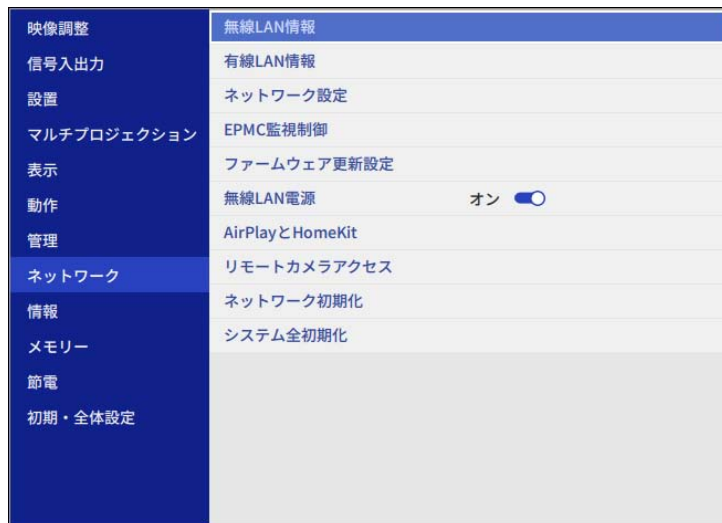 映像調整
信号入出力
設置
マルチプロジェクション
表示
動作
管理
ネットワーク
情報
メモリー
節電
初期・全体設定
無線LAN情報
有線LAN情報
ネットワーク設定
EPMC監視制御
ファームウェア更新設定
無線LAN電源 オン
AirPlayとHomeKit
リモートカメラアクセス
ネットワーク初期化
システム全初期化